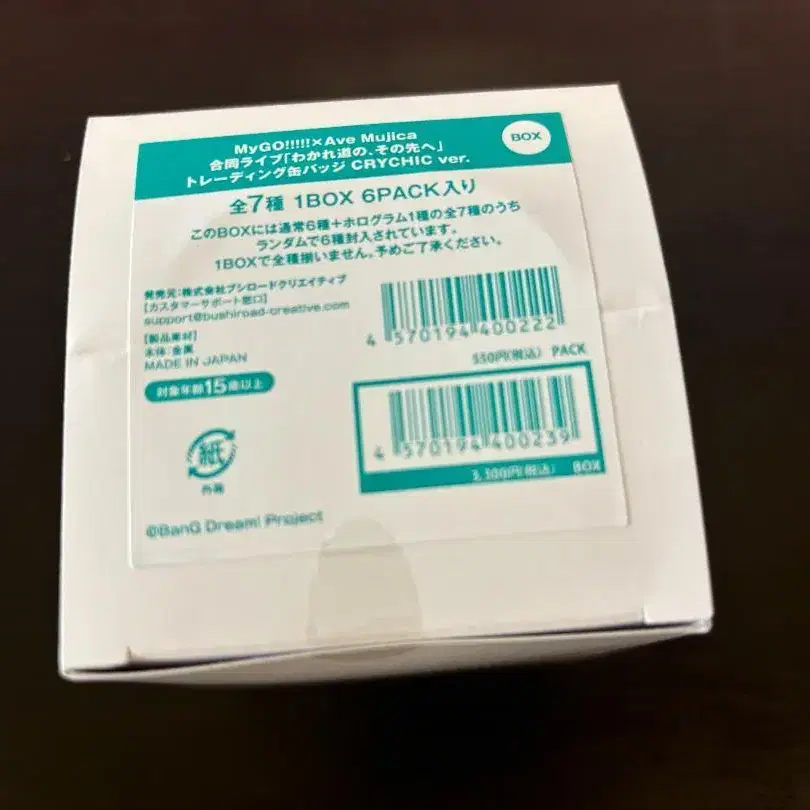 MyGO!!!!!×Ave Mujica
合同ライブ「わかれ道の、その先へ」
トレーディング缶バッジ CRYCHIC ver.
BOX
全7種 1BOX 6PACK入り
このBOXには通常6種+ホログラム1種の全7種のうち
ランダムで6種封入されています。
1BOXで全種揃いません。予めご了承ください。
発売元:株式会社ブシロードクリエイティブ
[カスタマーサポート窓口]
support@bushiroad-creative.com
[製品素材]
本体:金属
MADE IN JAPAN
対象年齢15歳以上
4 570194 400222
550円(税込) PACK
4 570194 400239
3,300円(税込) BOX
紙
外箱
©BanG Dream! Project